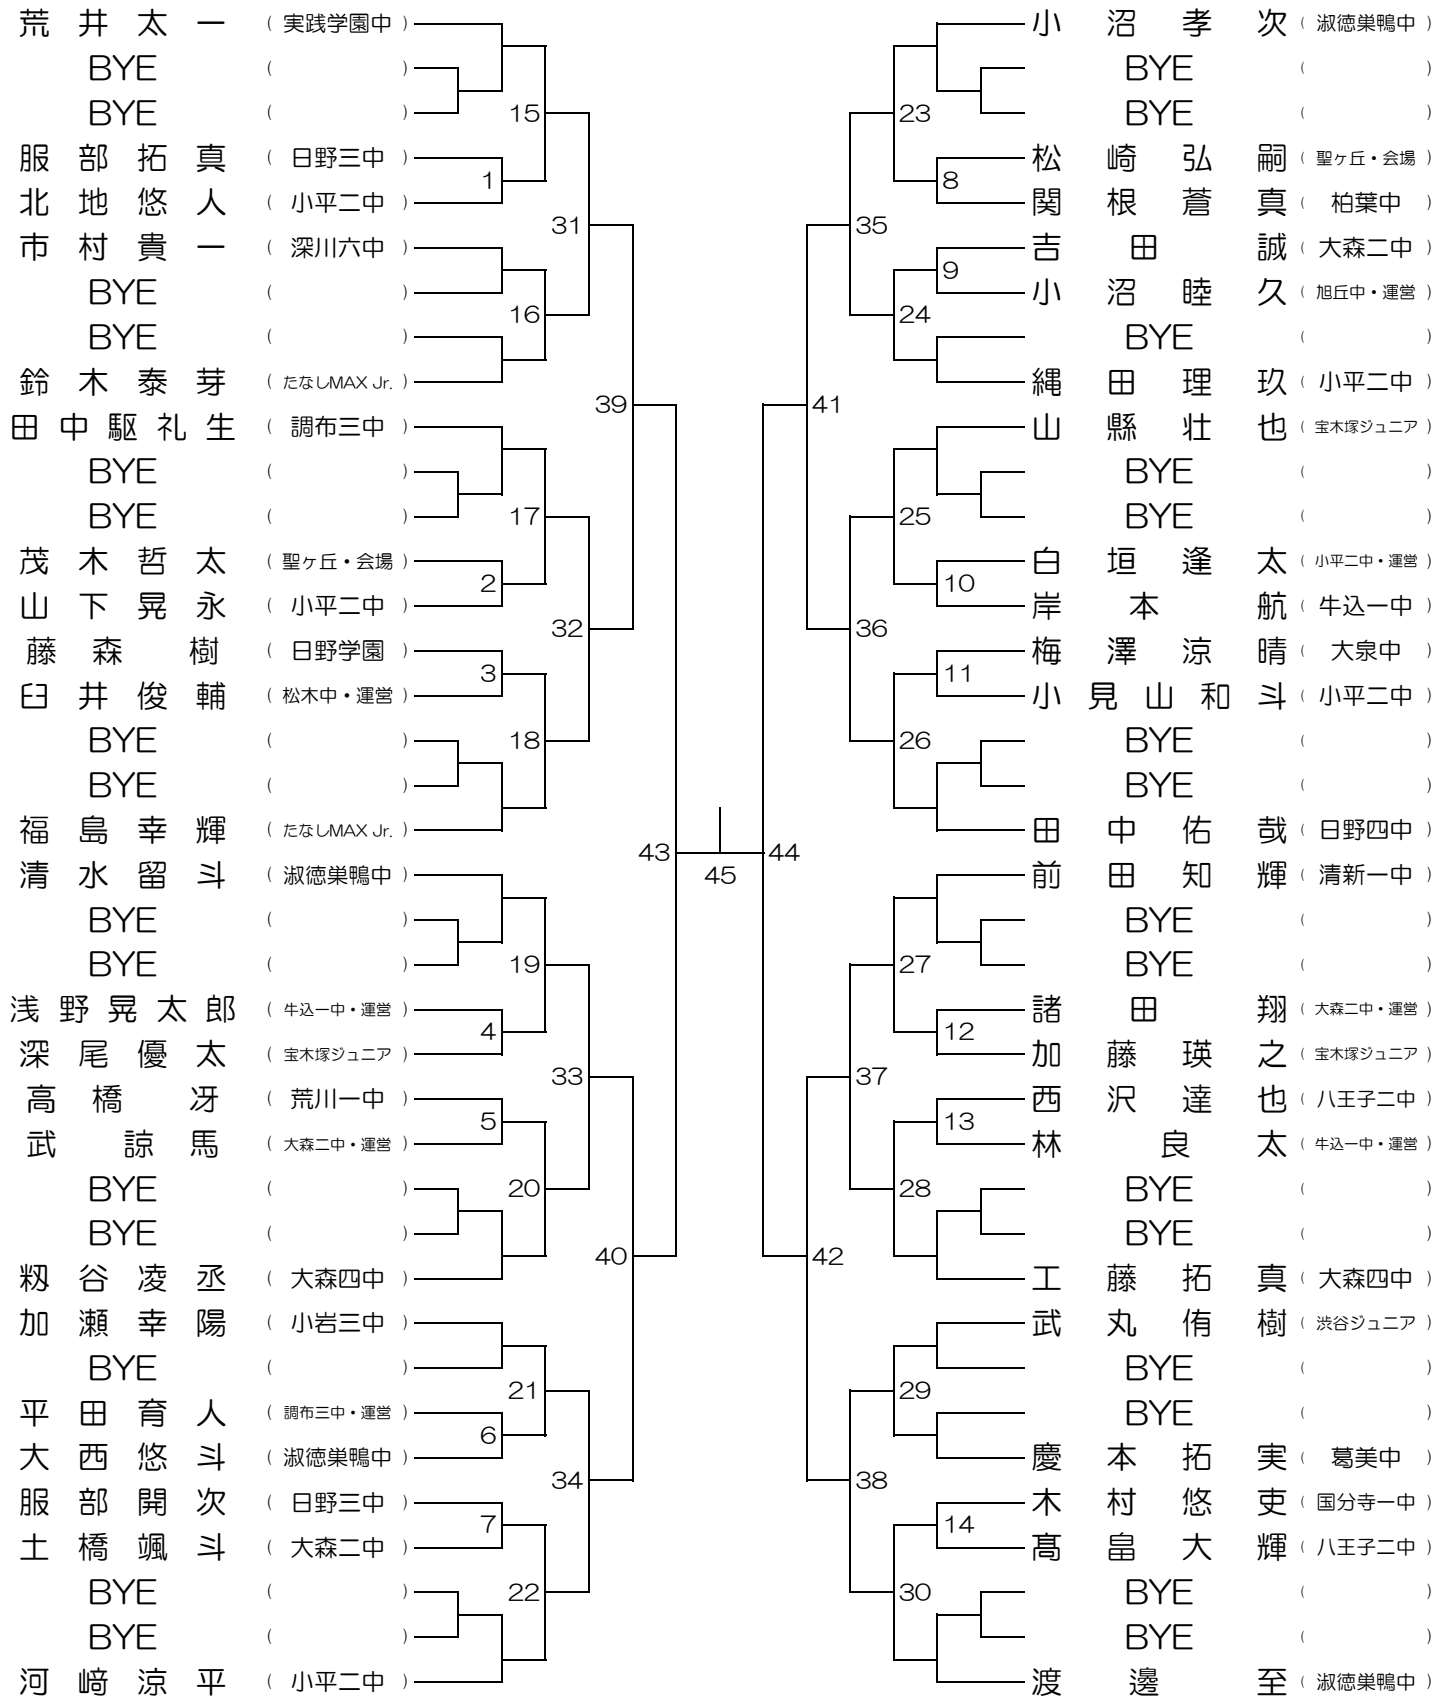 荒井太一 ( 実践学園中 )
BYE ( )
BYE ( )
15
服部拓真 ( 日野三中 )
1
北地悠人 ( 小平二中 )
31
市村貴一 ( 深川六中 )
BYE ( )
16
BYE ( )
鈴木泰芽 ( たなしMAX Jr. )
39
田中駆礼生 ( 調布三中 )
BYE ( )
BYE ( )
17
茂木哲太 ( 聖ヶ丘・会場 )
2
山下晃永 ( 小平二中 )
32
藤森樹 ( 日野学園 )
3
臼井俊輔 ( 松木中・運営 )
BYE ( )
18
BYE ( )
福島幸輝 ( たなしMAX Jr. )
43
清水留斗 ( 淑徳巣鴨中 )
BYE ( )
BYE ( )
19
浅野晃太郎 ( 牛込一中・運営 )
4
深尾優太 ( 宝木塚ジュニア )
33
高橋冴 ( 荒川一中 )
5
武諒馬 ( 大森二中・運営 )
BYE ( )
20
BYE ( )
40
籾谷凌丞 ( 大森四中 )
加瀬幸陽 ( 小岩三中 )
BYE ( )
21
平田育人 ( 調布三中・運営 )
6
大西悠斗 ( 淑徳巣鴨中 )
34
服部開次 ( 日野三中 )
7
土橋颯斗 ( 大森二中 )
BYE ( )
22
BYE ( )
河﨑涼平 ( 小平二中 )
45
小沼孝次 ( 淑徳巣鴨中 )
BYE ( )
BYE ( )
23
松崎弘嗣 ( 聖ヶ丘・会場 )
8
関根蒼真 ( 柏葉中 )
35
吉田誠 ( 大森二中 )
9
小沼睦久 ( 旭丘中・運営 )
24
BYE ( )
縄田理玖 ( 小平二中 )
41
山縣壮也 ( 宝木塚ジュニア )
BYE ( )
BYE ( )
25
白垣逢太 ( 小平二中・運営 )
10
岸本航 ( 牛込一中 )
36
梅澤涼晴 ( 大泉中 )
11
小見山和斗 ( 小平二中 )
BYE ( )
26
BYE ( )
田中佑哉 ( 日野四中 )
44
前田知輝 ( 清新一中 )
BYE ( )
BYE ( )
27
諸田翔 ( 大森二中・運営 )
12
加藤瑛之 ( 宝木塚ジュニア )
37
西沢達也 ( 八王子二中 )
13
林良太 ( 牛込一中・運営 )
BYE ( )
28
BYE ( )
42
工藤拓真 ( 大森四中 )
武丸侑樹 ( 渋谷ジュニア )
BYE ( )
29
BYE ( )
慶本拓実 ( 葛美中 )
38
木村悠吏 ( 国分寺一中 )
14
髙畠大輝 ( 八王子二中 )
BYE ( )
30
BYE ( )
渡邊至 ( 淑徳巣鴨中 )